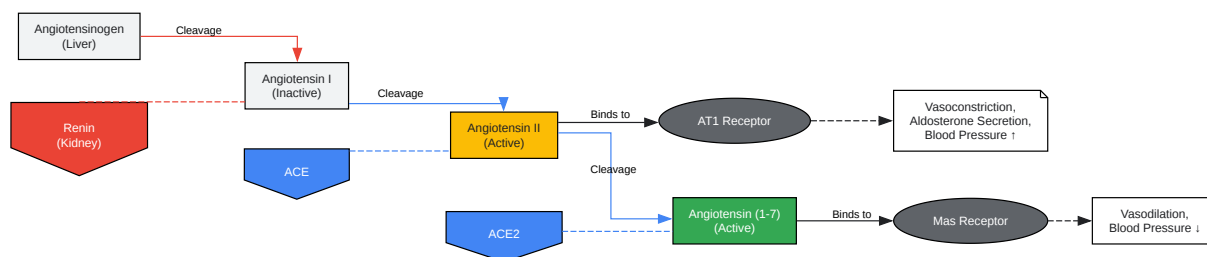 Angiotensinogen
(Liver)
Cleavage
Angiotensin I
(Inactive)
Cleavage
Renin
(Kidney)
Angiotensin II
(Active)
Binds to
AT1 Receptor
Vasoconstriction,
Aldosterone Secretion,
Blood Pressure ↑
ACE
Cleavage
ACE2
Angiotensin (1-7)
(Active)
Binds to
Mas Receptor
Vasodilation,
Blood Pressure ↓